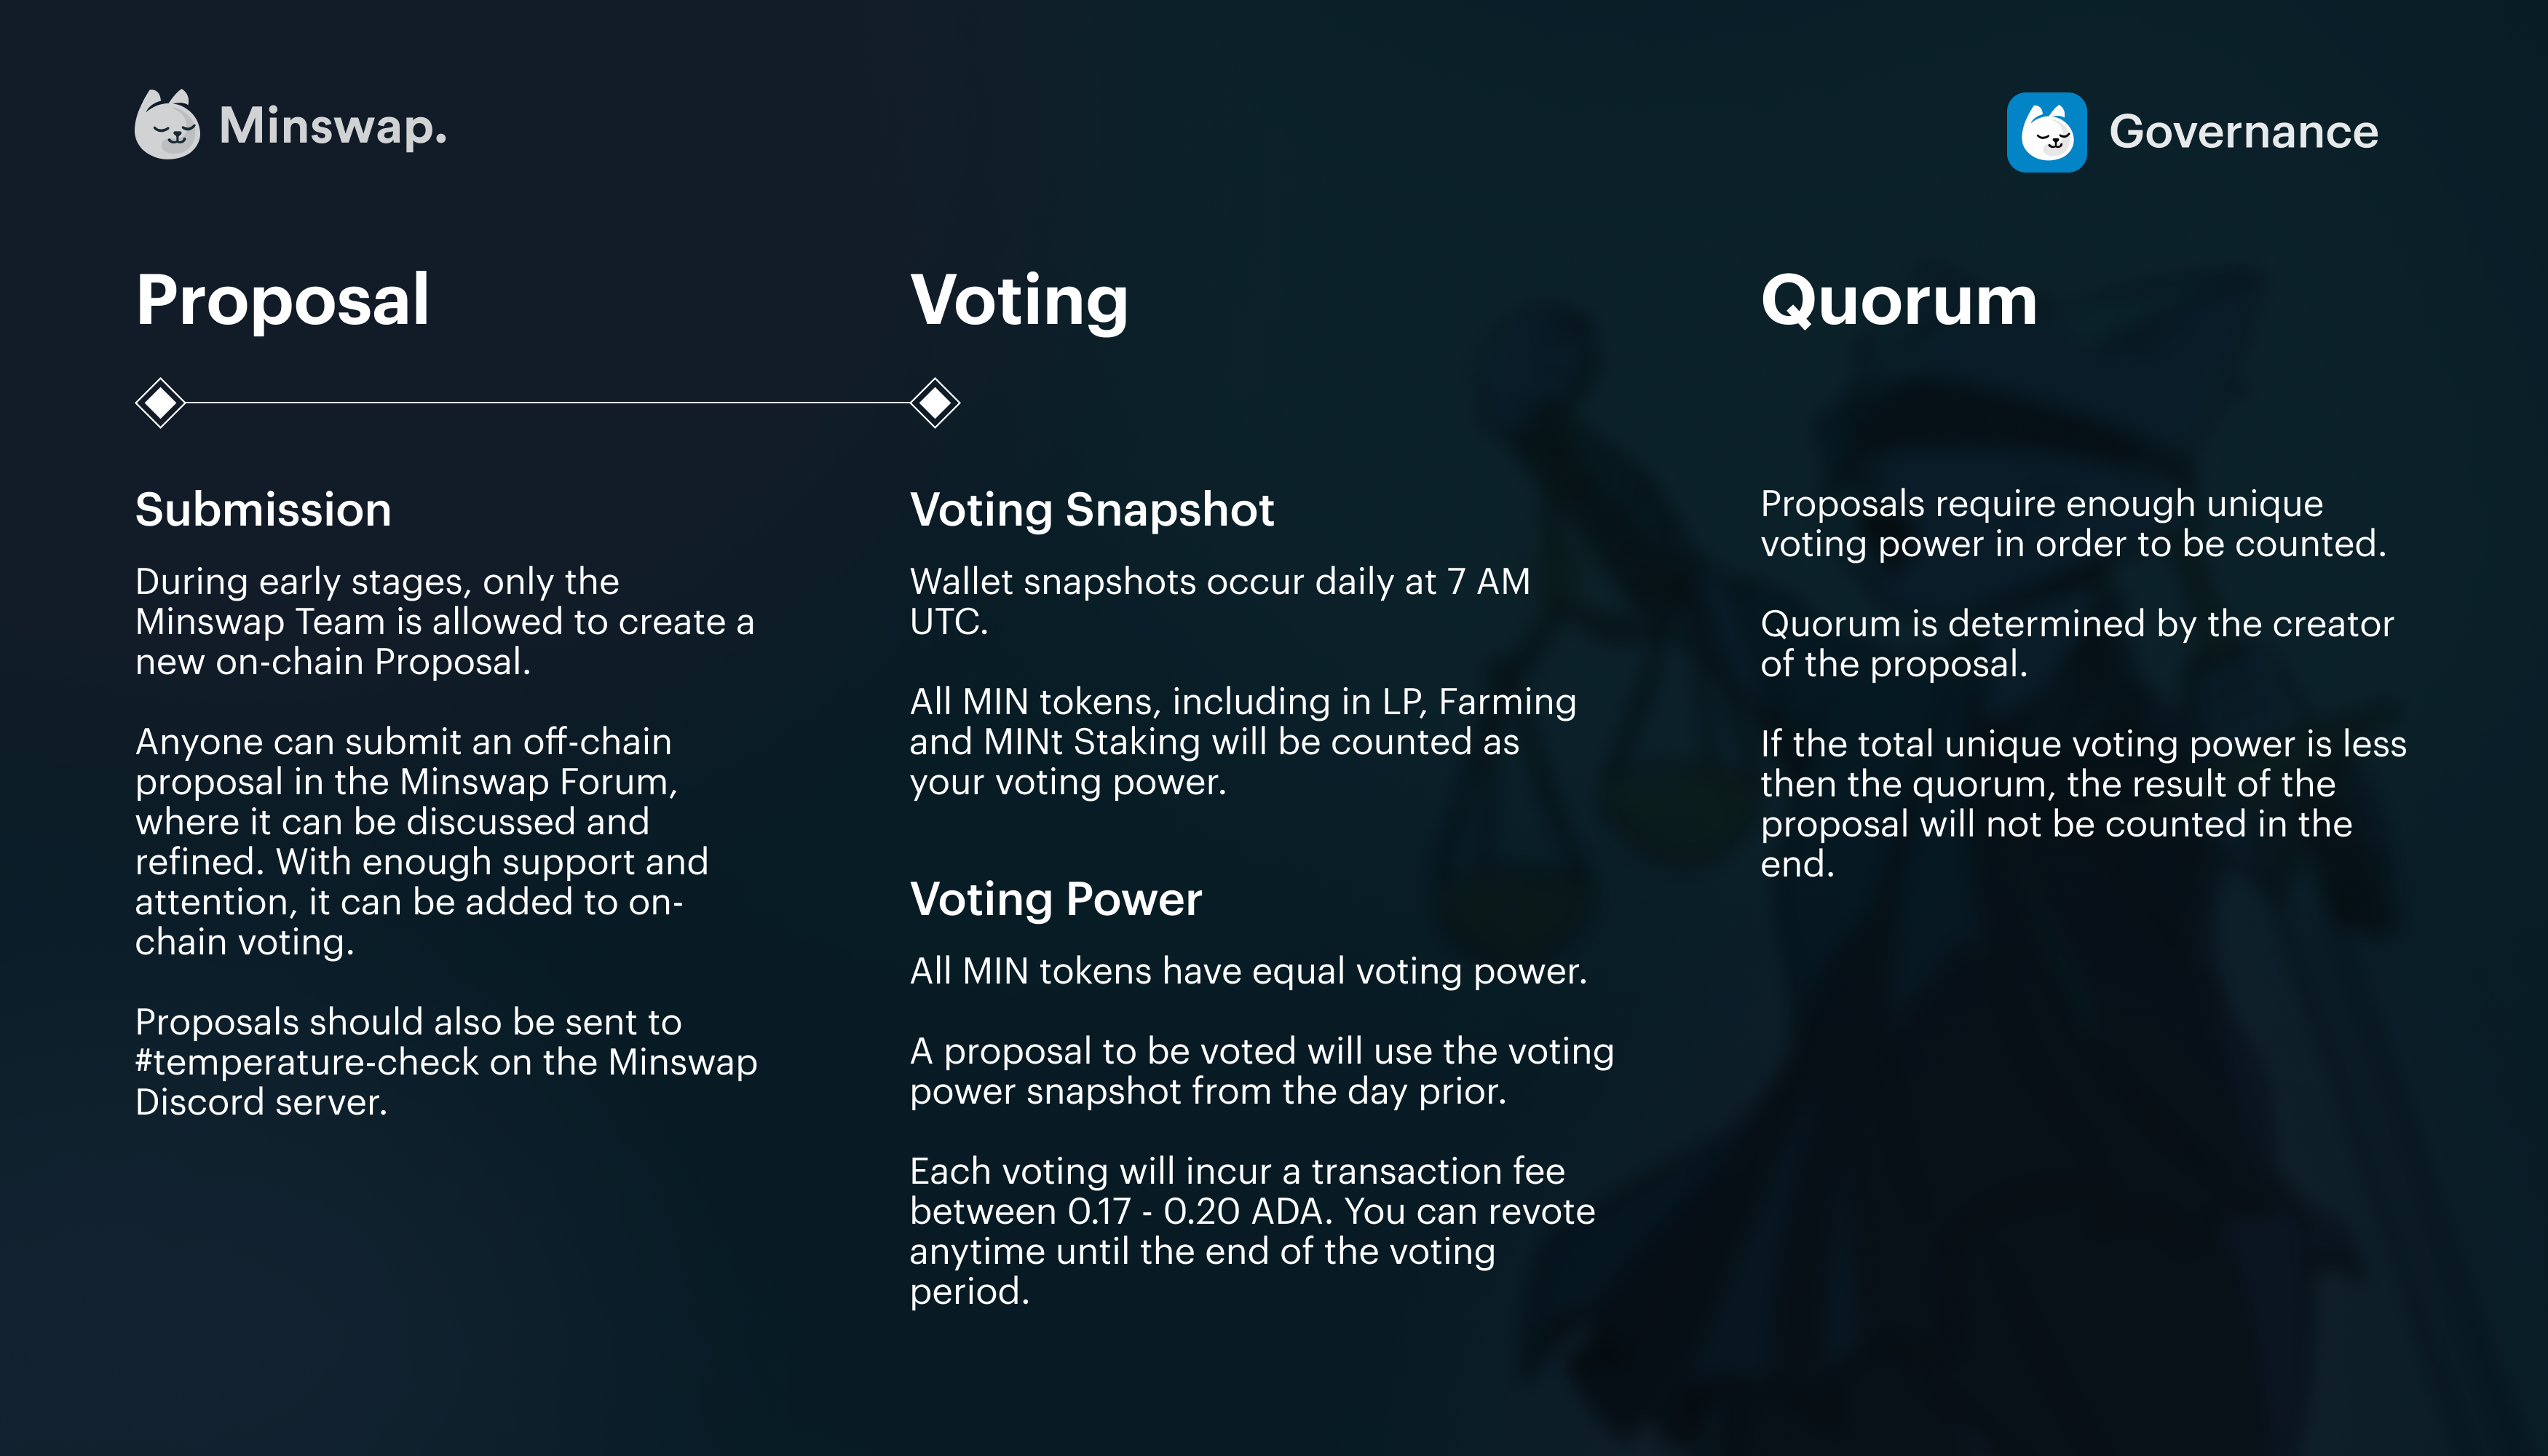 Minswap.
Governance
Proposal
Submission
During early stages, only the
Minswap Team is allowed to create a
new on-chain Proposal.
Anyone can submit an off-chain
proposal in the Minswap Forum,
where it can be discussed and
refined. With enough support and
attention, it can be added to on-
chain voting.
Proposals should also be sent to
#temperature-check on the Minswap
Discord server.
Voting
Voting Snapshot
Wallet snapshots occur daily at 7 AM
UTC.
All MIN tokens, including in LP, Farming
and MINt Staking will be counted as
your voting power.
Voting Power
All MIN tokens have equal voting power.
A proposal to be voted will use the voting
power snapshot from the day prior.
Each voting will incur a transaction fee
between 0.17 - 0.20 ADA. You can revote
anytime until the end of the voting
period.
Quorum
Proposals require enough unique
voting power in order to be counted.
Quorum is determined by the creator
of the proposal.
If the total unique voting power is less
then the quorum, the result of the
proposal will not be counted in the
end.